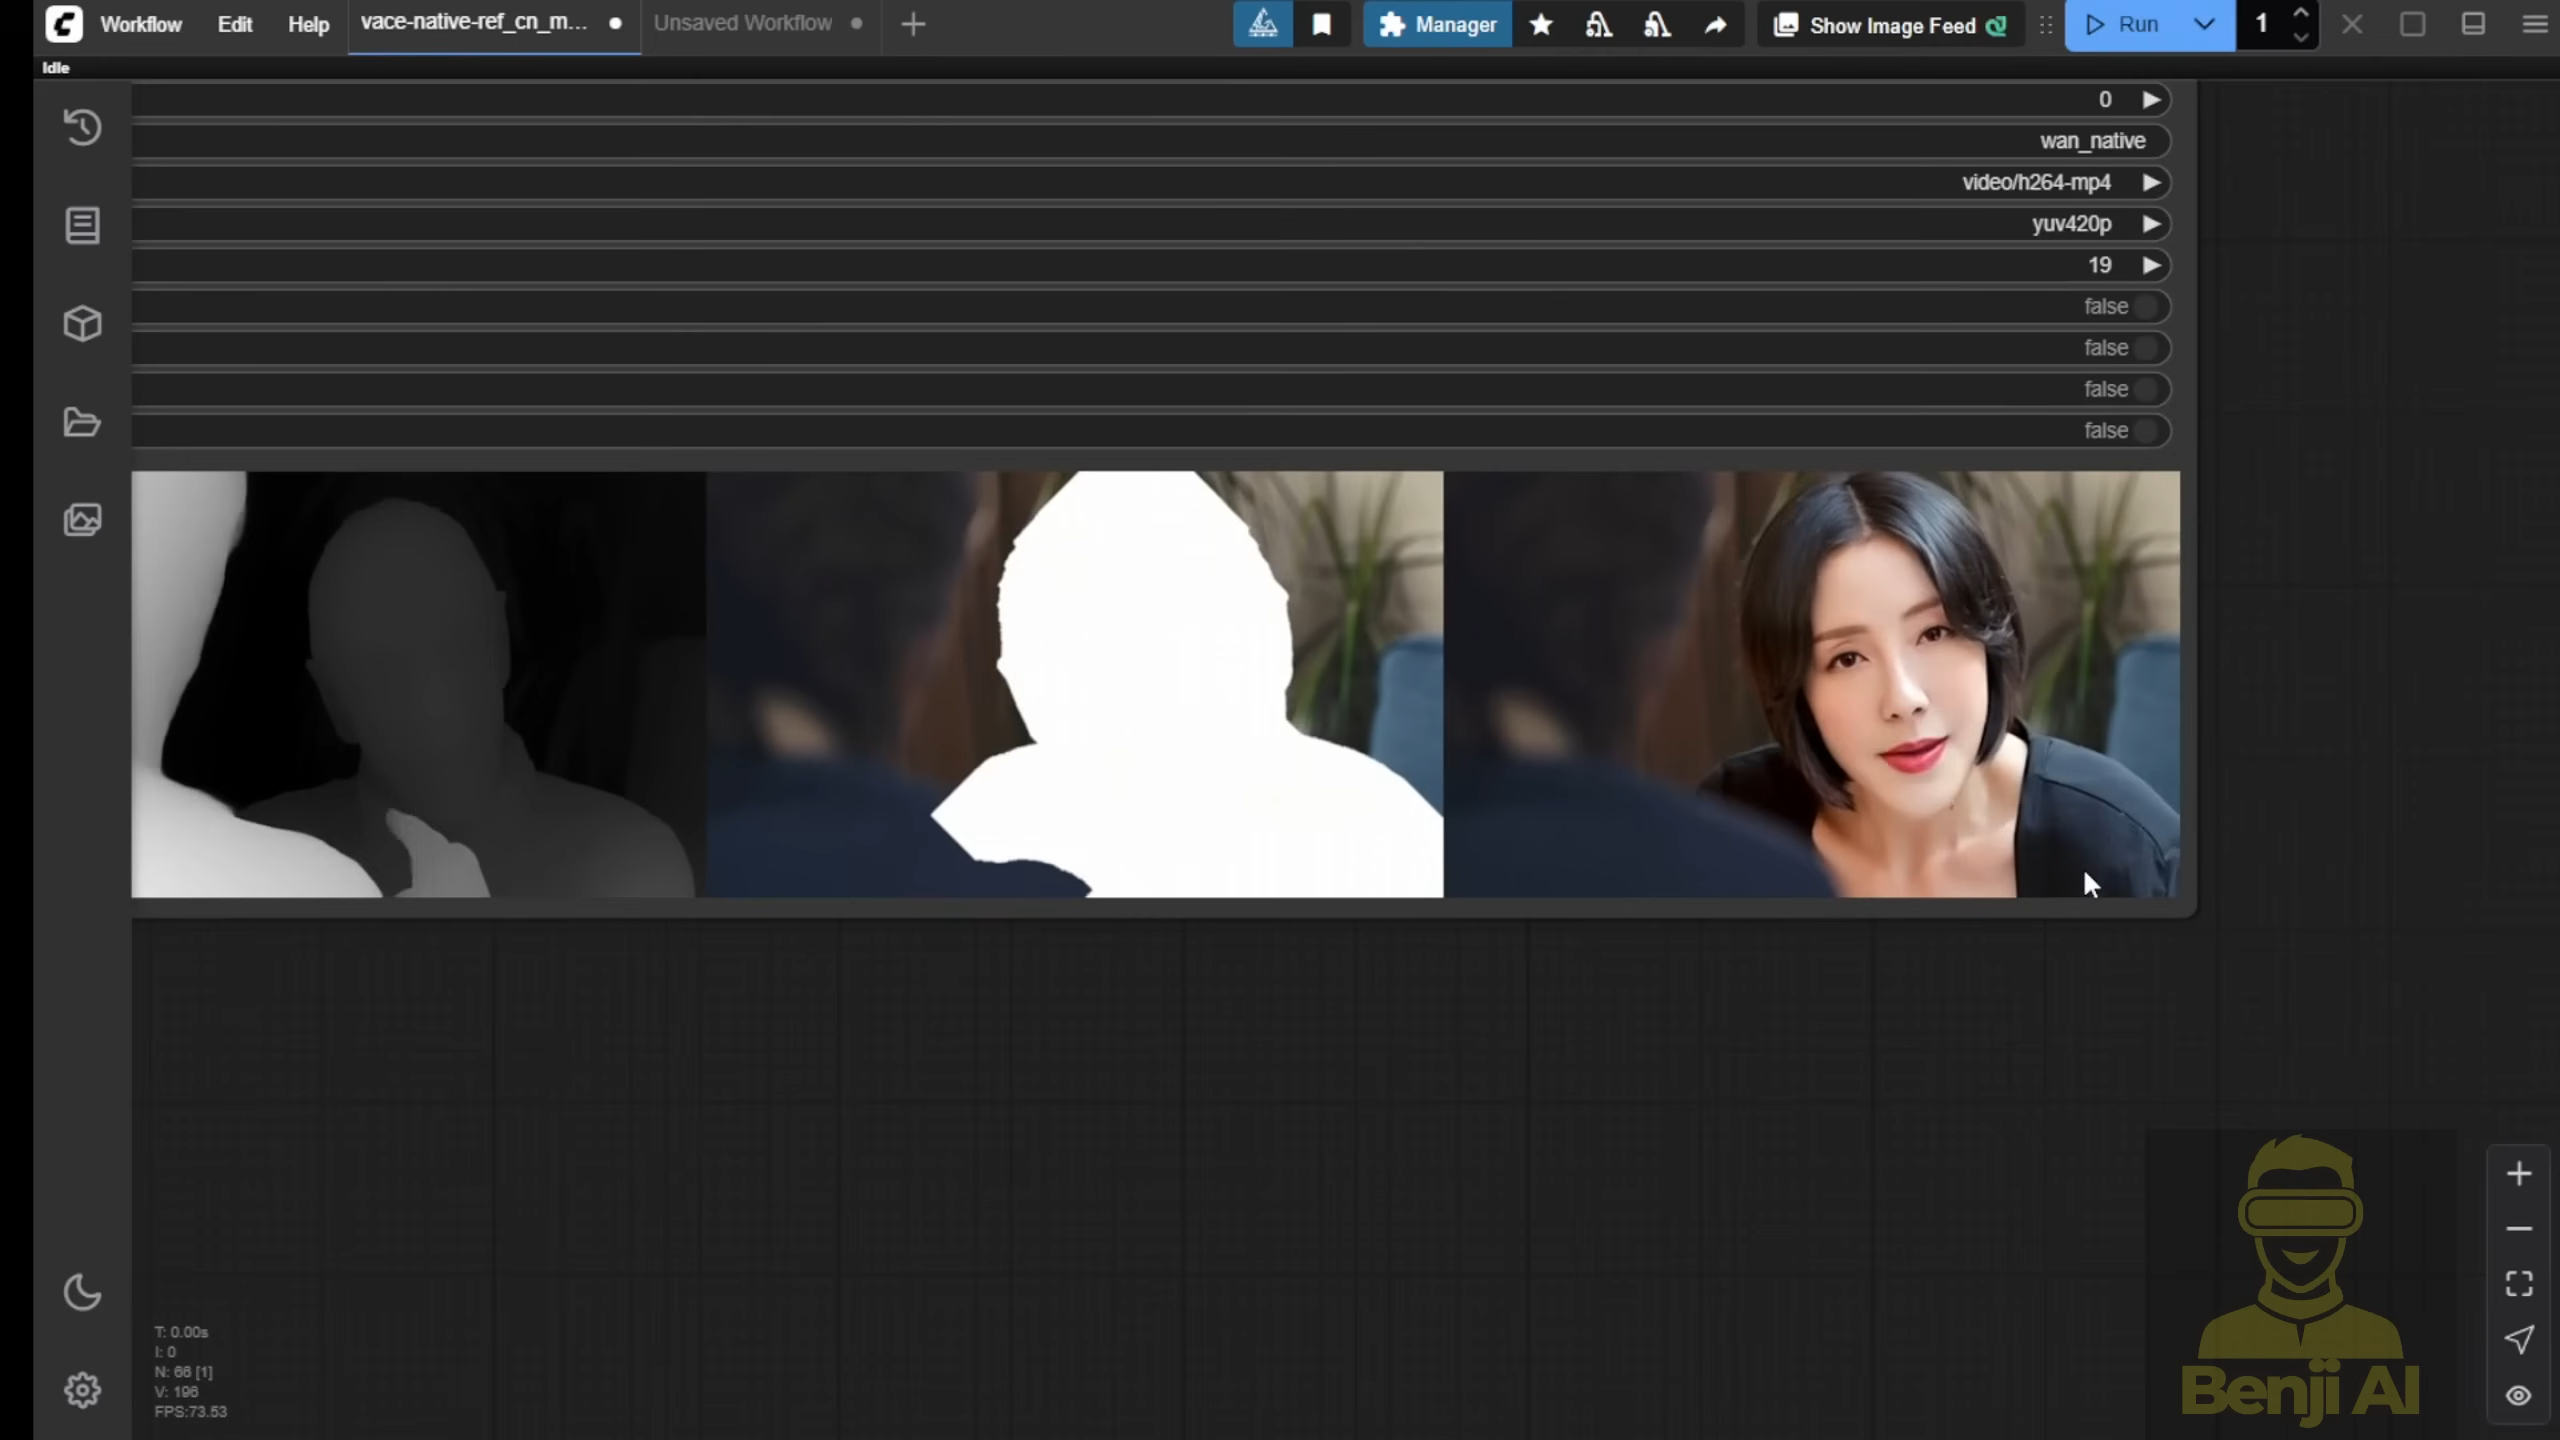 Workflow Edit Help vace-native-ref_cn_m... Unsaved Workflow Manager Show Image Feed Run 1
Idle
0
wan_native
video/h264-mp4
yuv420p
19
false
false
false
false
T: 0.00s
I: 0
N: 66 [1]
V: 196
FPS:73.53
Benji AI